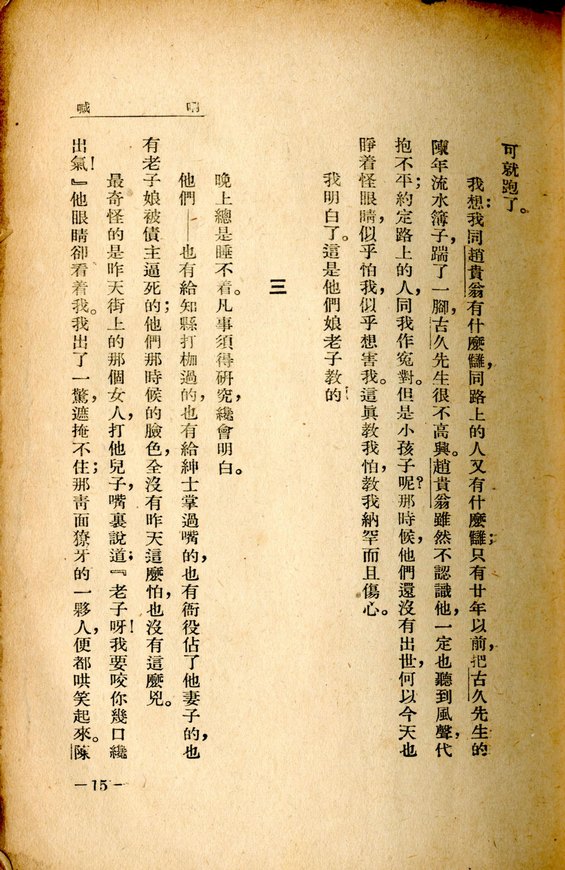 吶喊
可就跑了。
我想：我同趙貴翁有什麼讎，同路上的人又有什麼讎；只有廿年以前，把古久先生的
陳年流水簿子，踹了一腳，古久先生很不高興。趙貴翁雖然不認識他，一定也聽到風聲，代
抱不平；約定路上的人，同我作寃對。但是小孩子呢？那時候，他們還沒有出世，何以今天也
睜着怪眼睛，似乎怕我，似乎想害我。這眞教我怕，教我納罕而且傷心。
我明白了。這是他們娘老子教的！
三
晚上總是睡不着。凡事須得研究，纔會明白。
他們——也有給知縣打枷過的，也有給紳士掌過嘴的，也有衙役佔了他妻子的，也
有老子娘被債主逼死的；他們那時候的臉色，全沒有昨天這麼怕，也沒有這麼兇。
最奇怪的是昨天街上的那個女人，打他兒子，嘴裏說道；『老子呀！我要咬你幾口纔
出氣！』他眼睛卻看着我。我出了一驚，遮掩不住；那靑面獠牙的一夥人，便都哄笑起來。陳
—15—